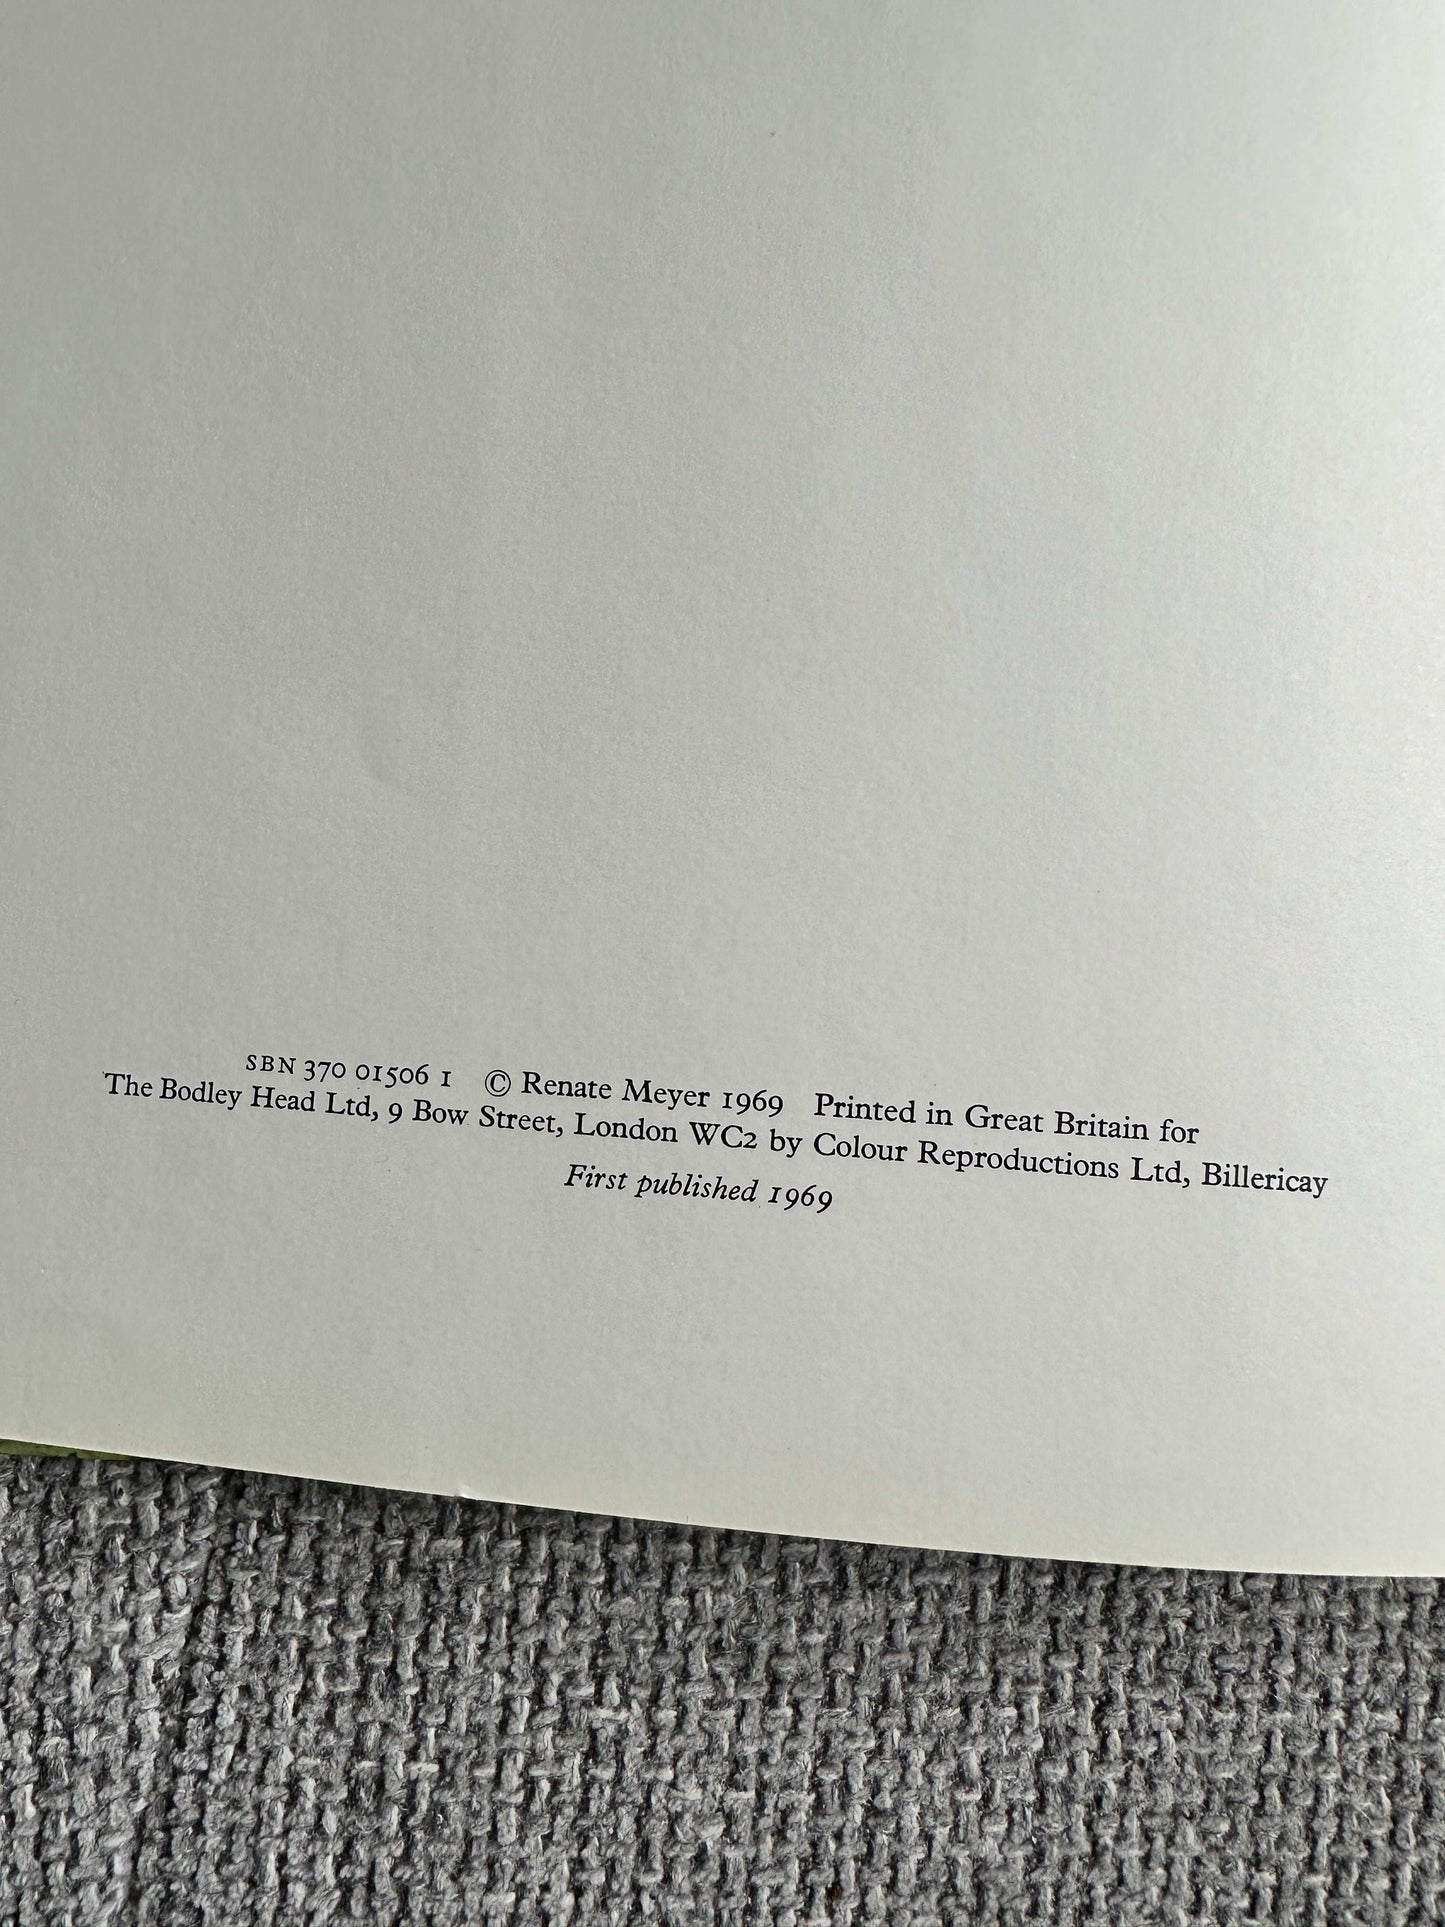 SBN 370 01506 1 © Renate Meyer 1969 Printed in Great Britain for
The Bodley Head Ltd, 9 Bow Street, London WC2 by Colour Reproductions Ltd, Billericay
First published 1969